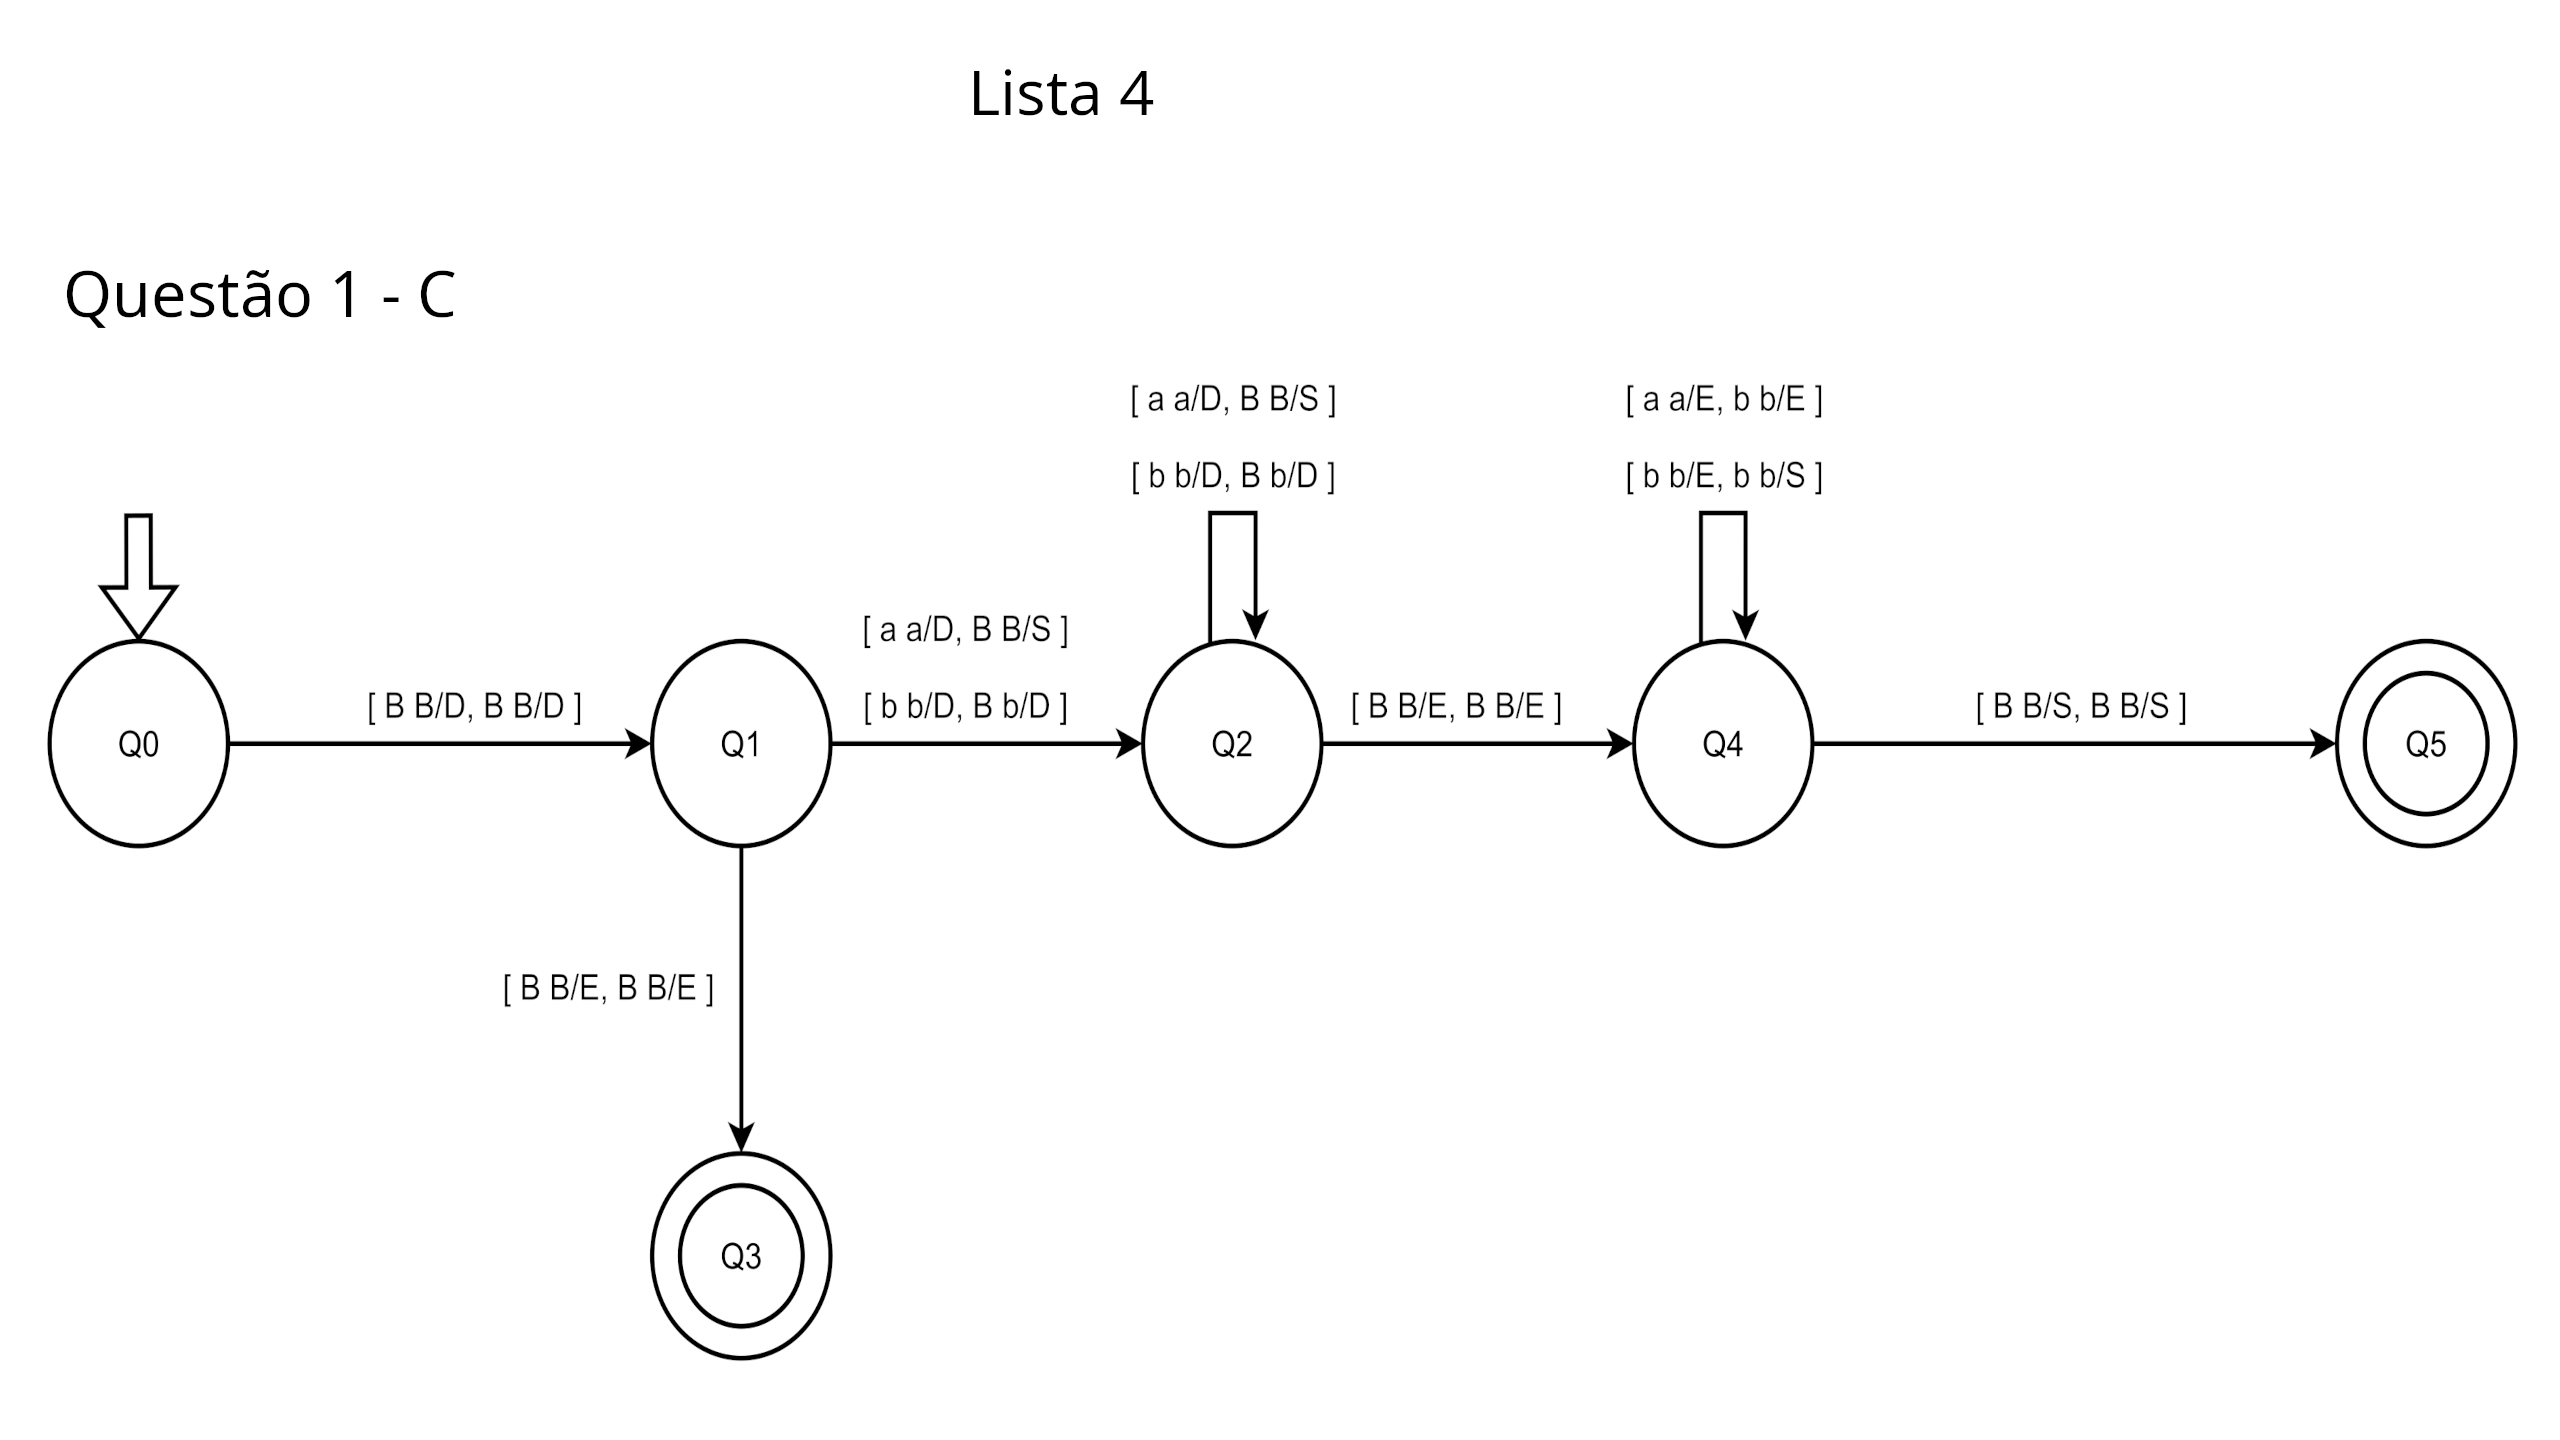 Lista 4
Questão 1 - C
[ a a/D, B B/S ]
[ a a/E, b b/E ]
[ b b/D, B b/D ]
[ b b/E, b b/S ]
[ a a/D, B B/S ]
[ B B/D, B B/D ]
[ b b/D, B b/D ]
[ B B/E, B B/E ]
[ B B/S, B B/S ]
Q0
Q1
Q2
Q4
Q5
[ B B/E, B B/E ]
Q3